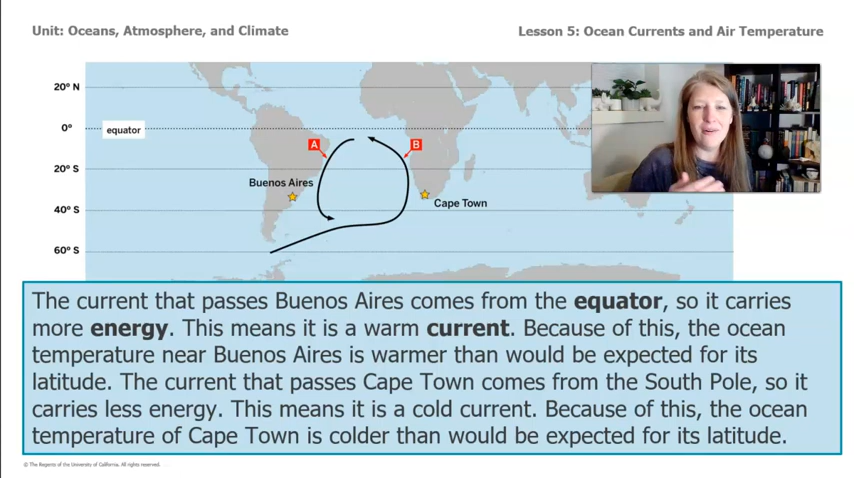 Unit: Oceans, Atmosphere, and Climate
Lesson 5: Ocean Currents and Air Temperature
20° N
0°
equator
A
B
20° S
Buenos Aires
Cape Town
40° S
60° S
The current that passes Buenos Aires comes from the equator, so it carries
more energy. This means it is a warm current. Because of this, the ocean
temperature near Buenos Aires is warmer than would be expected for its
latitude. The current that passes Cape Town comes from the South Pole, so it
carries less energy. This means it is a cold current. Because of this, the ocean
temperature of Cape Town is colder than would be expected for its latitude.
© The Regents of the University of California. All rights reserved.